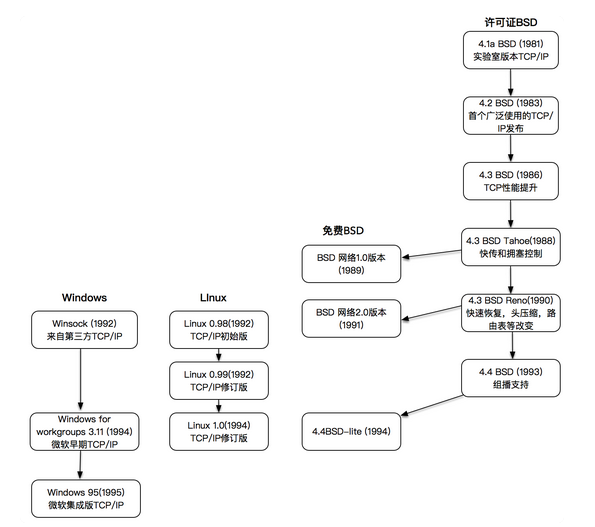 许可证BSD
4.1a BSD (1981)
实验室版本TCP/IP
4.2 BSD (1983)
首个广泛使用的TCP/
IP发布
4.3 BSD (1986)
TCP性能提升
免费BSD
4.3 BSD Tahoe(1988)
快传和拥塞控制
BSD 网络1.0版本
(1989)
4.3 BSD Reno(1990)
快速恢复，头压缩，路
由表等改变
BSD 网络2.0版本
(1991)
4.4 BSD (1993)
组播支持
4.4BSD-lite (1994)
Windows
Winsock (1992)
来自第三方TCP/IP
Windows for
workgroups 3.11 (1994)
微软早期TCP/IP
Windows 95(1995)
微软集成版TCP/IP
LInux
Linux 0.98(1992)
TCP/IP初始版
Linux 0.99(1992)
TCP/IP修订版
Linux 1.0(1994)
TCP/IP修订版